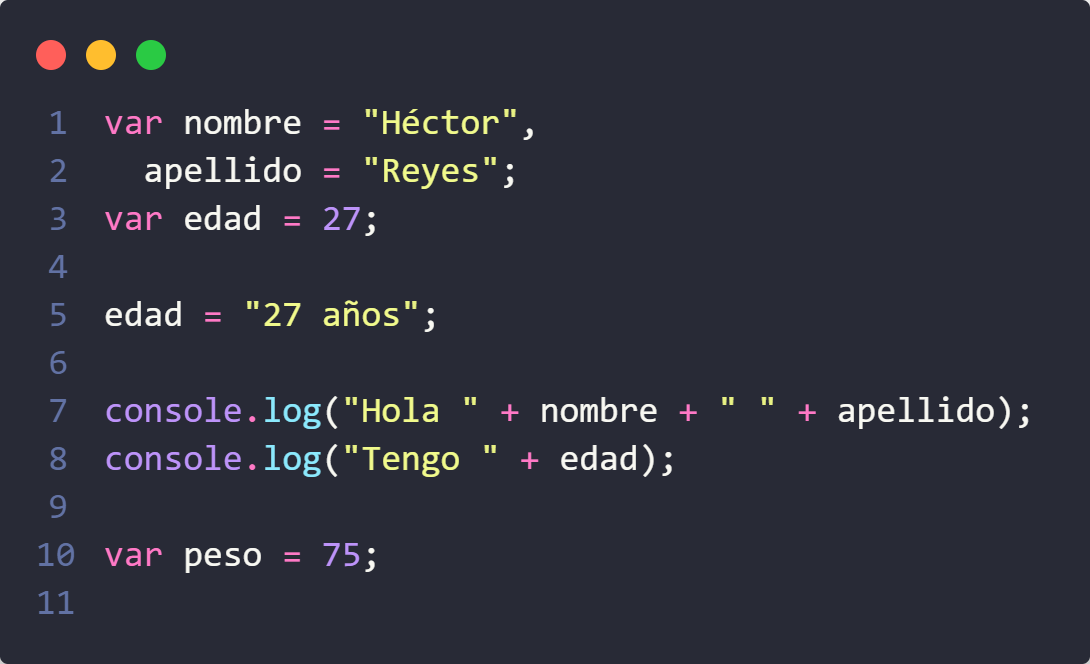 1 var nombre = "Héctor",
2   apellido = "Reyes";
3 var edad = 27;
4
5 edad = "27 años";
6
7 console.log("Hola " + nombre + " " + apellido);
8 console.log("Tengo " + edad);
9
10 var peso = 75;
11